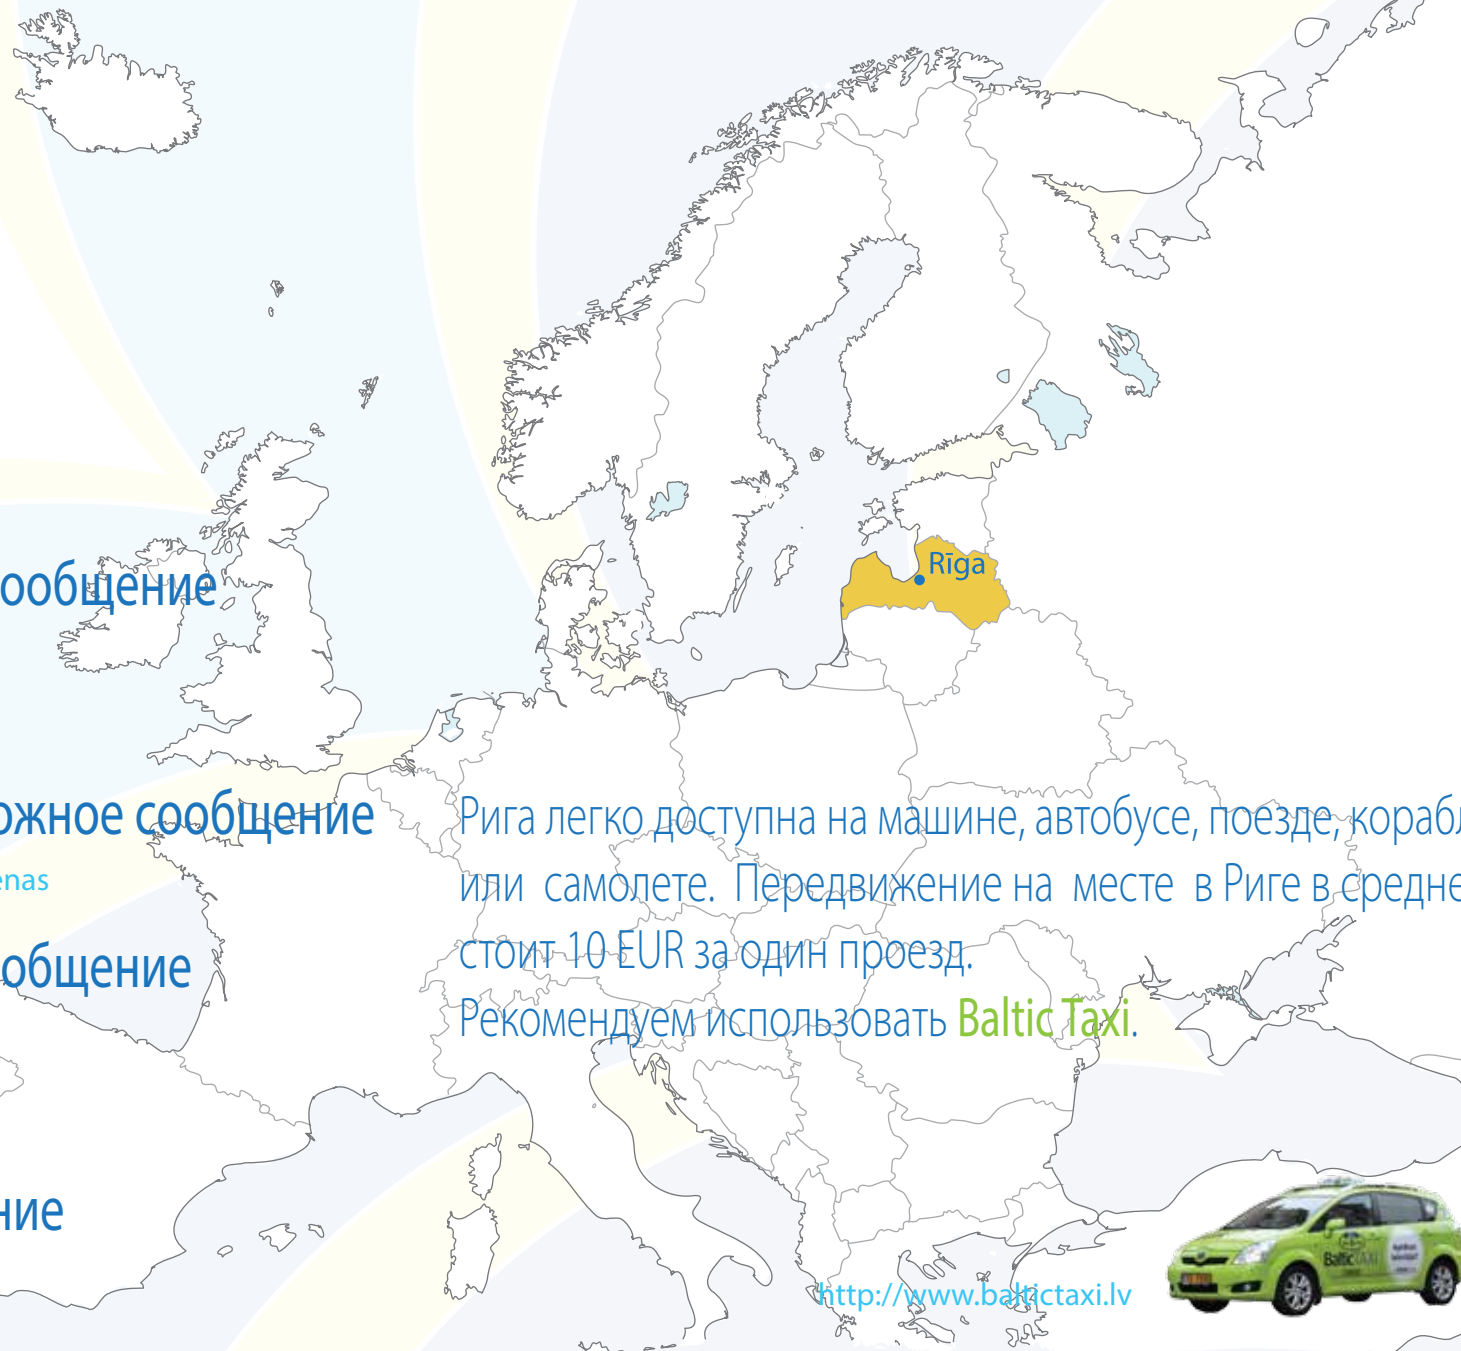 Rīga
ообщение
ожное сообщение
enas
общение
ние
Рига легко доступна на машине, автобусе, поезде, корабл
или самолете. Передвижение на месте в Риге в средне
стоит 10 EUR за один проезд.
Рекомендуем использовать Baltic Taxi.
http://www.baltictaxi.lv
BalticTAXI